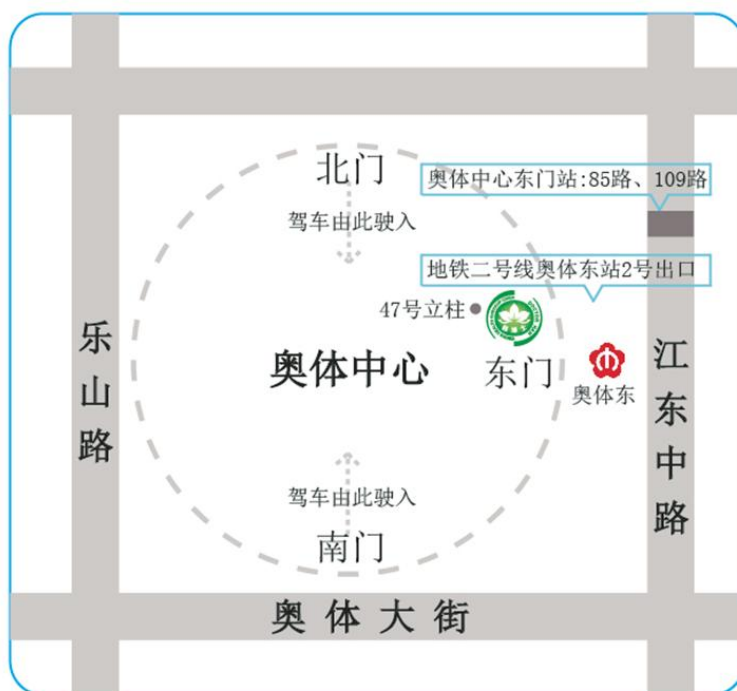 北门
奥体中心东门站:85路、109路
驾车由此驶入
地铁二号线奥体东站2号出口
47号立柱
乐山路
奥体中心
东门
奥体东
江东中路
驾车由此驶入
南门
奥体大街